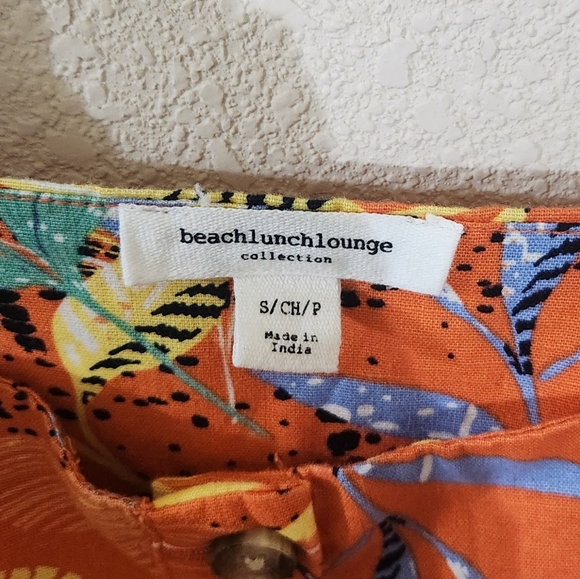 beachlunchlounge
collection
S/CH/P
Made in
India